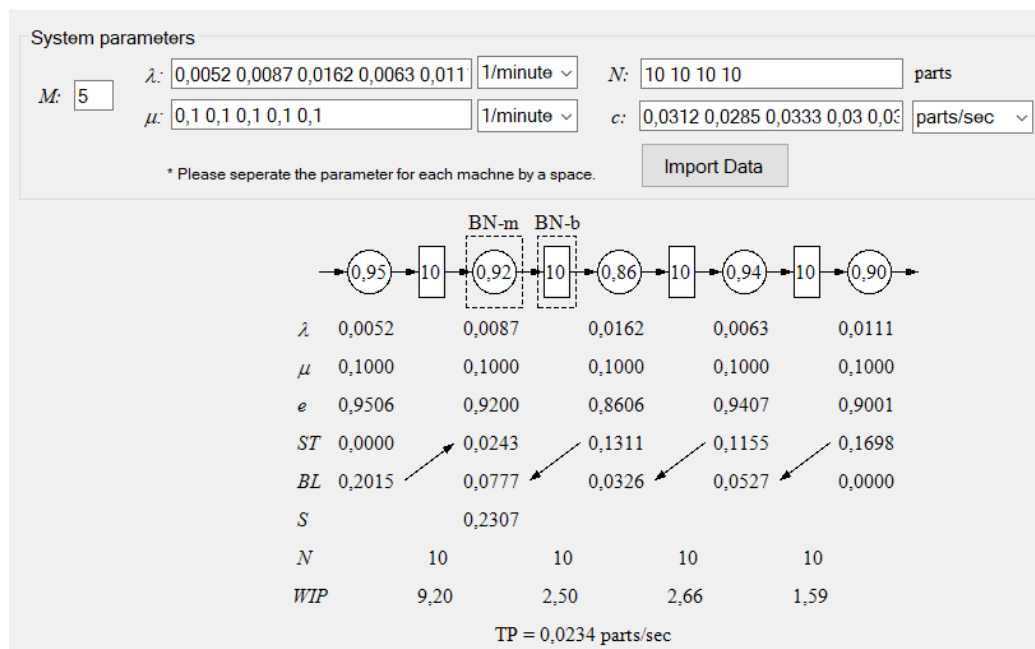 System parameters
M: 5
λ: 0,0052 0,0087 0,0162 0,0063 0,011 1/minute
N: 10 10 10 10 parts
μ: 0,1 0,1 0,1 0,1 0,1 1/minute
c: 0,0312 0,0285 0,0333 0,03 0,03 parts/sec
* Please seperate the parameter for each machne by a space.
Import Data
BN-m BN-b
0,95 10 0,92 10 0,86 10 0,94 10 0,90
λ 0,0052 0,0087 0,0162 0,0063 0,0111
μ 0,1000 0,1000 0,1000 0,1000 0,1000
e 0,9506 0,9200 0,8606 0,9407 0,9001
ST 0,0000 0,0243 0,1311 0,1155 0,1698
BL 0,2015 0,0777 0,0326 0,0527 0,0000
S 0,2307
N 10 10 10 10
WIP 9,20 2,50 2,66 1,59
TP = 0,0234 parts/sec